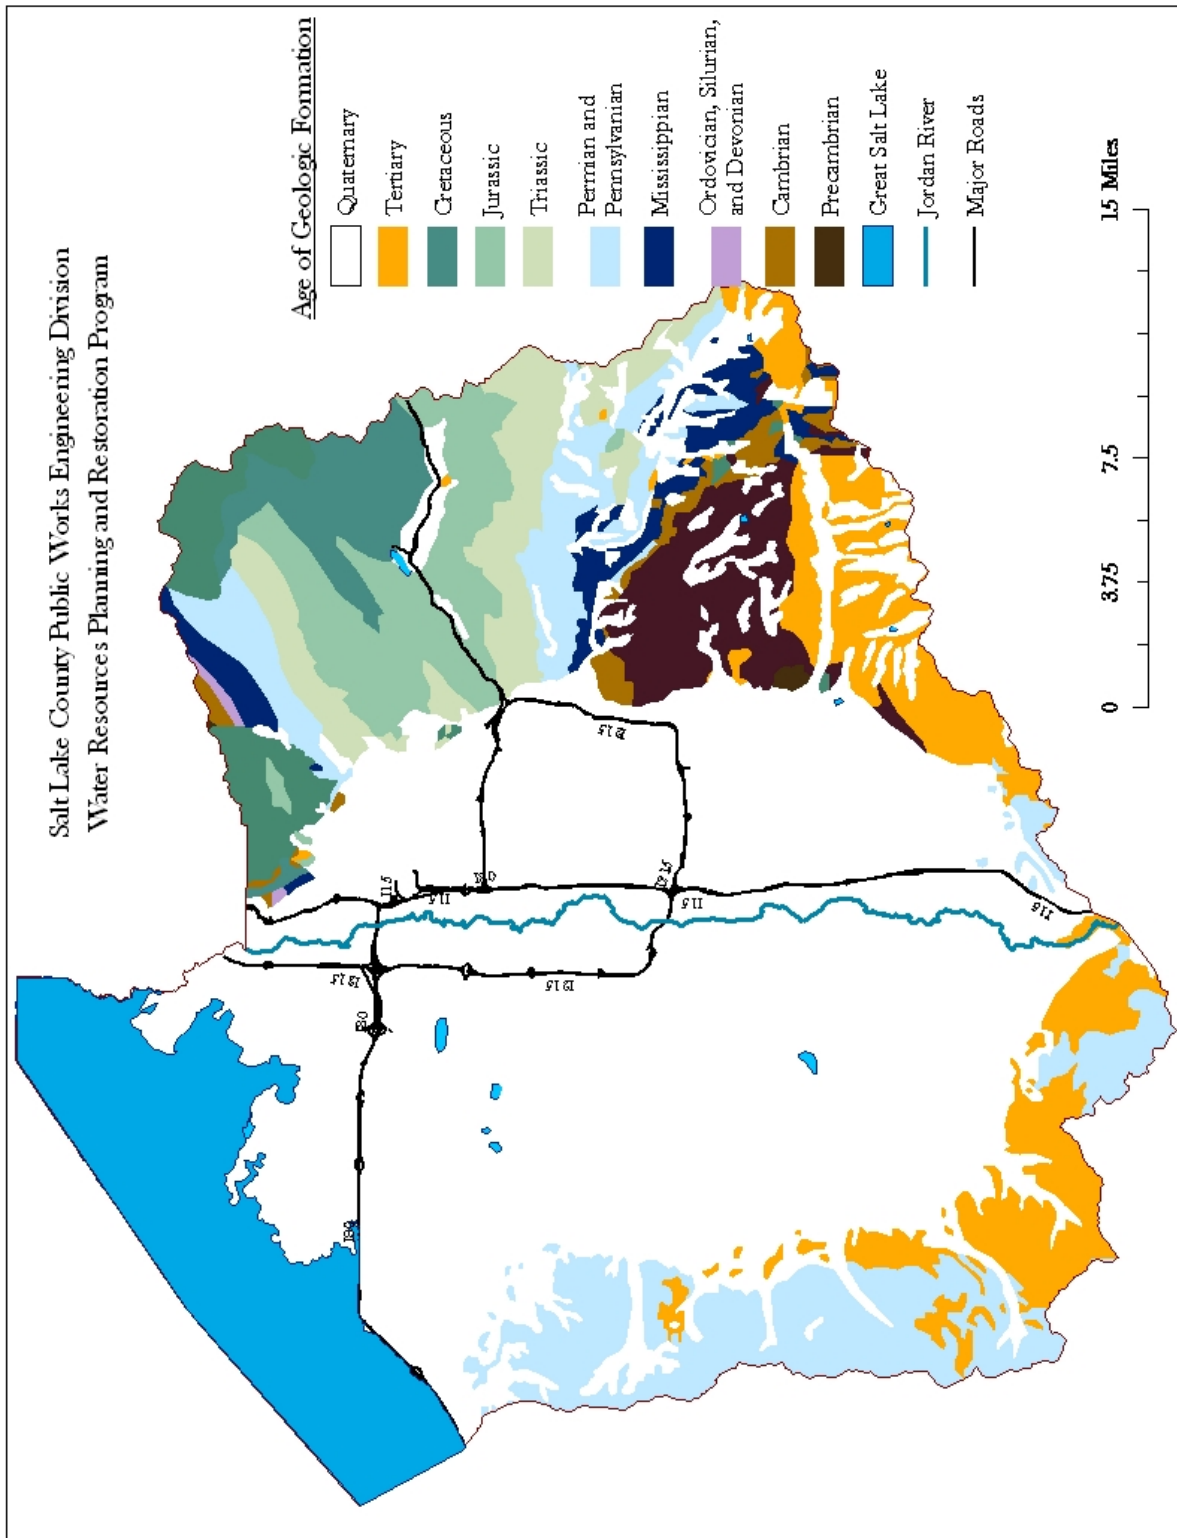 Salt Lake County Public Works Engineering Division
Water Resources Planning and Restoration Program
Age of Geologic Formation
Quaternary
Tertiary
Cretaceous
Jurassic
Triassic
Permian and
Pennsylvanian
Mississippian
Ordovician, Silurian,
and Devonian
Cambrian
Precambrian
Great Salt Lake
Jordan River
Major Roads
I80
I80
I215
I15
I15
I80
I215
I215
I215
I15
I15
0
3.75
7.5
15 Miles